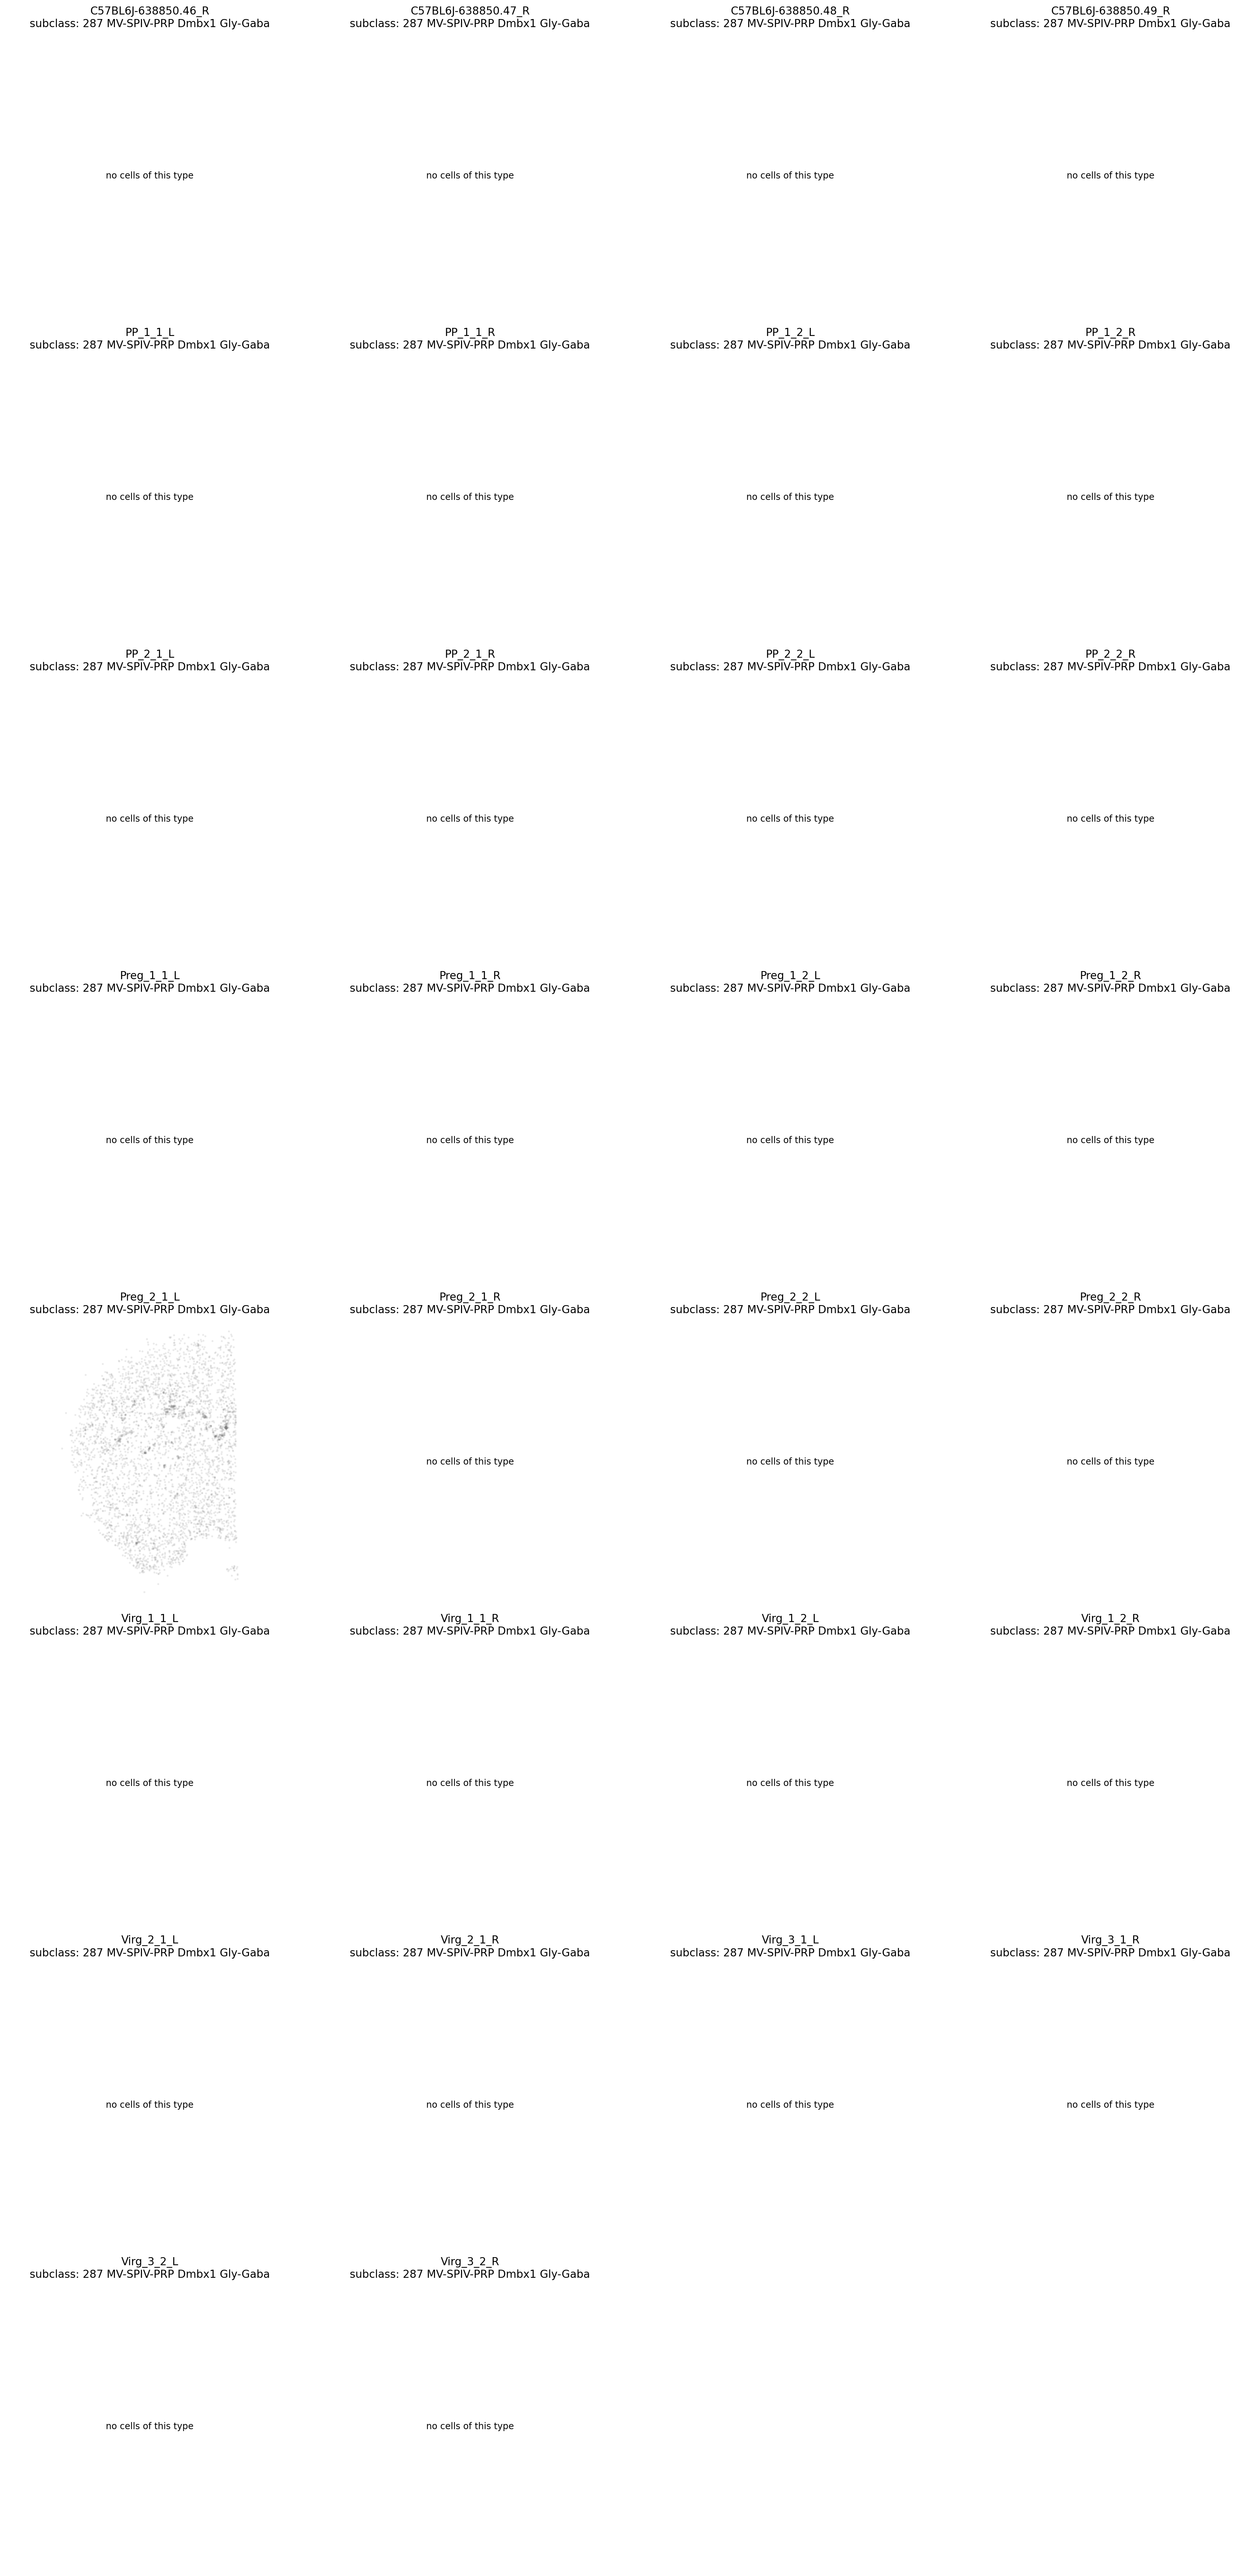 C57BL6J-638850.46_R
subclass: 287 MV-SPIV-PRP Dmbx1 Gly-Gaba
C57BL6J-638850.47_R
subclass: 287 MV-SPIV-PRP Dmbx1 Gly-Gaba
C57BL6J-638850.48_R
subclass: 287 MV-SPIV-PRP Dmbx1 Gly-Gaba
C57BL6J-638850.49_R
subclass: 287 MV-SPIV-PRP Dmbx1 Gly-Gaba
no cells of this type
no cells of this type
no cells of this type
no cells of this type
PP_1_1_L
subclass: 287 MV-SPIV-PRP Dmbx1 Gly-Gaba
PP_1_1_R
subclass: 287 MV-SPIV-PRP Dmbx1 Gly-Gaba
PP_1_2_L
subclass: 287 MV-SPIV-PRP Dmbx1 Gly-Gaba
PP_1_2_R
subclass: 287 MV-SPIV-PRP Dmbx1 Gly-Gaba
no cells of this type
no cells of this type
no cells of this type
no cells of this type
PP_2_1_L
subclass: 287 MV-SPIV-PRP Dmbx1 Gly-Gaba
PP_2_1_R
subclass: 287 MV-SPIV-PRP Dmbx1 Gly-Gaba
PP_2_2_L
subclass: 287 MV-SPIV-PRP Dmbx1 Gly-Gaba
PP_2_2_R
subclass: 287 MV-SPIV-PRP Dmbx1 Gly-Gaba
no cells of this type
no cells of this type
no cells of this type
no cells of this type
Preg_1_1_L
subclass: 287 MV-SPIV-PRP Dmbx1 Gly-Gaba
Preg_1_1_R
subclass: 287 MV-SPIV-PRP Dmbx1 Gly-Gaba
Preg_1_2_L
subclass: 287 MV-SPIV-PRP Dmbx1 Gly-Gaba
Preg_1_2_R
subclass: 287 MV-SPIV-PRP Dmbx1 Gly-Gaba
no cells of this type
no cells of this type
no cells of this type
no cells of this type
Preg_2_1_L
subclass: 287 MV-SPIV-PRP Dmbx1 Gly-Gaba
Preg_2_1_R
subclass: 287 MV-SPIV-PRP Dmbx1 Gly-Gaba
Preg_2_2_L
subclass: 287 MV-SPIV-PRP Dmbx1 Gly-Gaba
Preg_2_2_R
subclass: 287 MV-SPIV-PRP Dmbx1 Gly-Gaba
no cells of this type
no cells of this type
no cells of this type
Virg_1_1_L
subclass: 287 MV-SPIV-PRP Dmbx1 Gly-Gaba
Virg_1_1_R
subclass: 287 MV-SPIV-PRP Dmbx1 Gly-Gaba
Virg_1_2_L
subclass: 287 MV-SPIV-PRP Dmbx1 Gly-Gaba
Virg_1_2_R
subclass: 287 MV-SPIV-PRP Dmbx1 Gly-Gaba
no cells of this type
no cells of this type
no cells of this type
no cells of this type
Virg_2_1_L
subclass: 287 MV-SPIV-PRP Dmbx1 Gly-Gaba
Virg_2_1_R
subclass: 287 MV-SPIV-PRP Dmbx1 Gly-Gaba
Virg_3_1_L
subclass: 287 MV-SPIV-PRP Dmbx1 Gly-Gaba
Virg_3_1_R
subclass: 287 MV-SPIV-PRP Dmbx1 Gly-Gaba
no cells of this type
no cells of this type
no cells of this type
no cells of this type
Virg_3_2_L
subclass: 287 MV-SPIV-PRP Dmbx1 Gly-Gaba
Virg_3_2_R
subclass: 287 MV-SPIV-PRP Dmbx1 Gly-Gaba
no cells of this type
no cells of this type